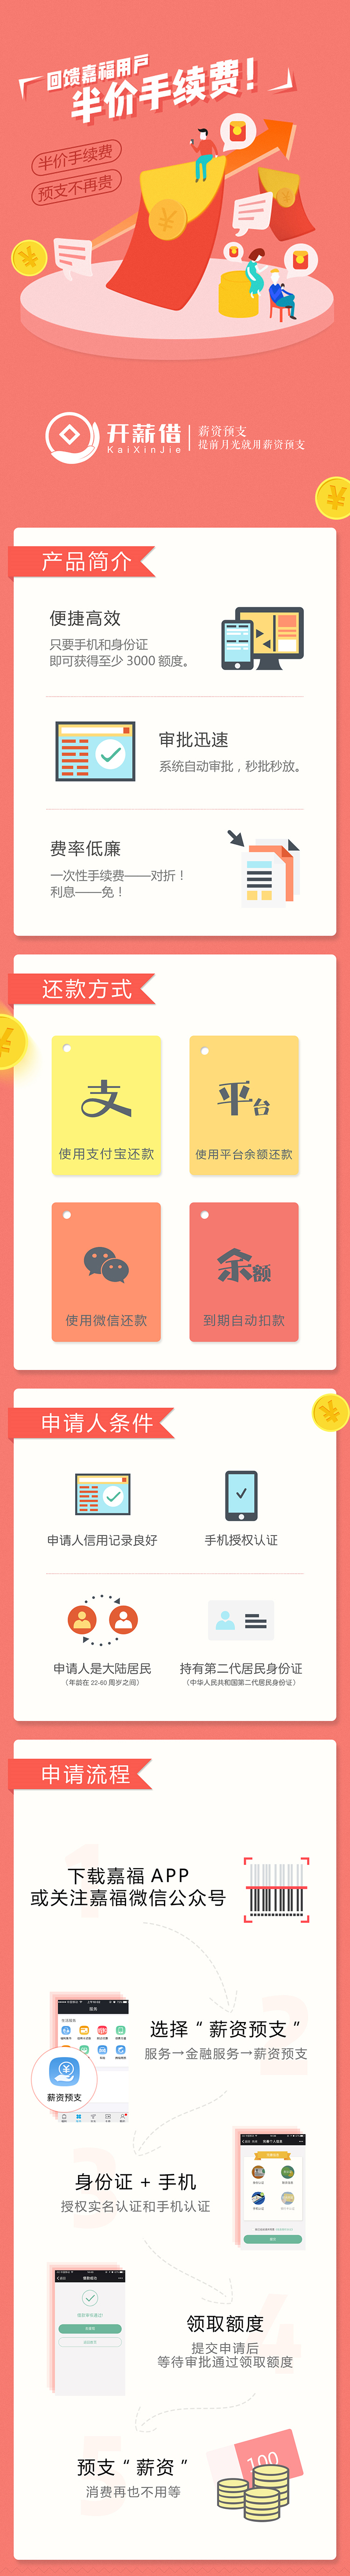 回馈嘉福用户
半价手续费！
半价手续费
预支不再贵
开薪借
KaiXinJie
薪资预支
提前月光就用薪资预支
产品简介
便捷高效
只要手机和身份证
即可获得至少 3000 额度。
审批迅速
系统自动审批，秒批秒放。
费率低廉
一次性手续费——对折！
利息——免！
还款方式
支
使用支付宝还款
平台
使用平台余额还款
使用微信还款
余额
到期自动扣款
申请人条件
申请人信用记录良好
手机授权认证
申请人是大陆居民
（年龄在 22-60 周岁之间）
持有第二代居民身份证
（中华人民共和国第二代居民身份证）
申请流程
1
下载嘉福 APP
或关注嘉福微信公众号
2
选择“薪资预支”
服务→金融服务→薪资预支
服务
薪资预支
3
身份证 + 手机
授权实名认证和手机认证
4
领取额度
提交申请后
等待审批通过领取额度
5
预支“薪资”
消费再也不用等
100